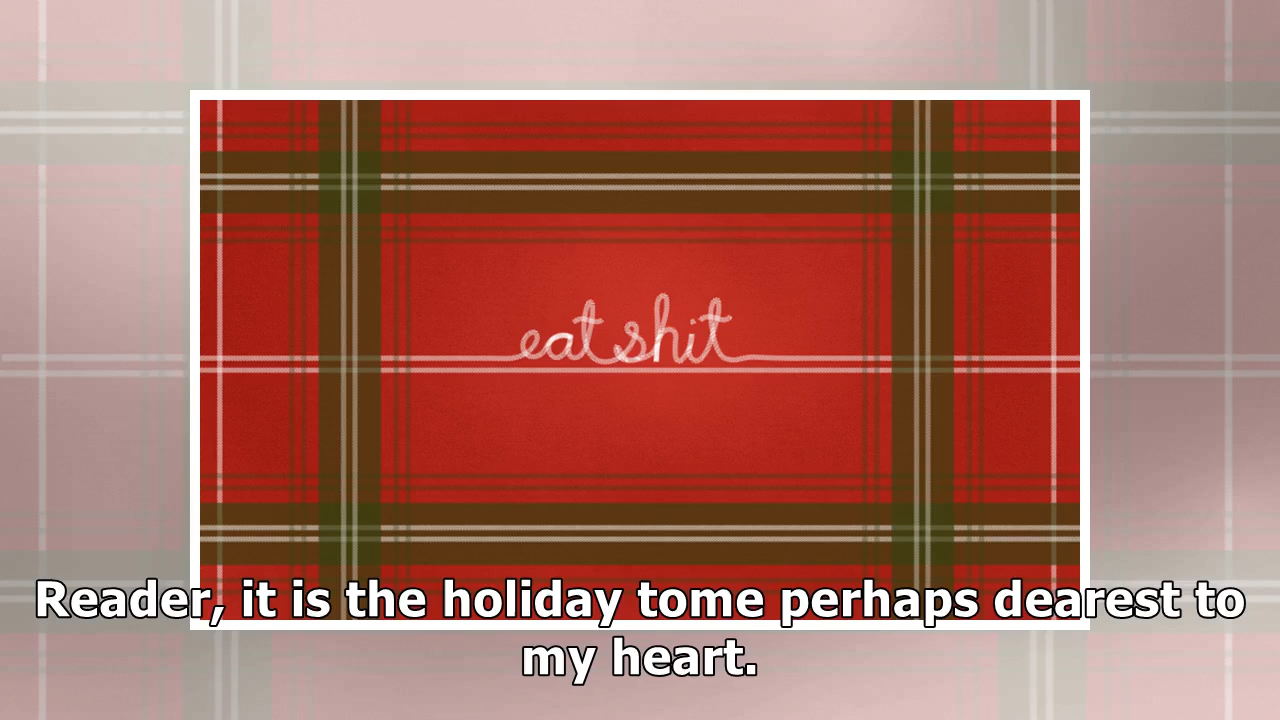 eat shit
Reader, it is the holiday tome perhaps dearest to
my heart.